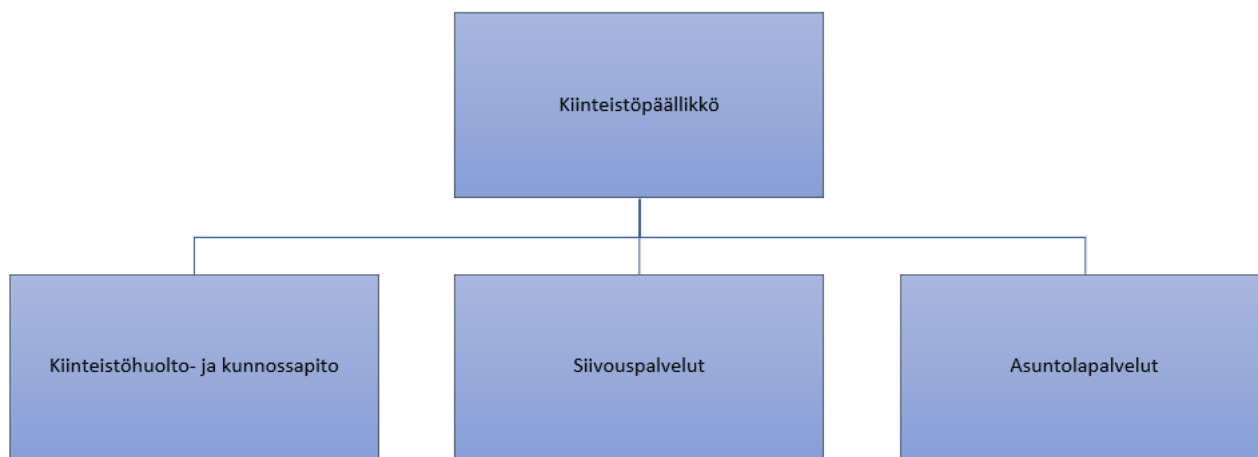 Kiinteistöpäällikkö
Kiinteistöhuolto- ja kunnossapito
Siivouspalvelut
Asuntolapalvelut